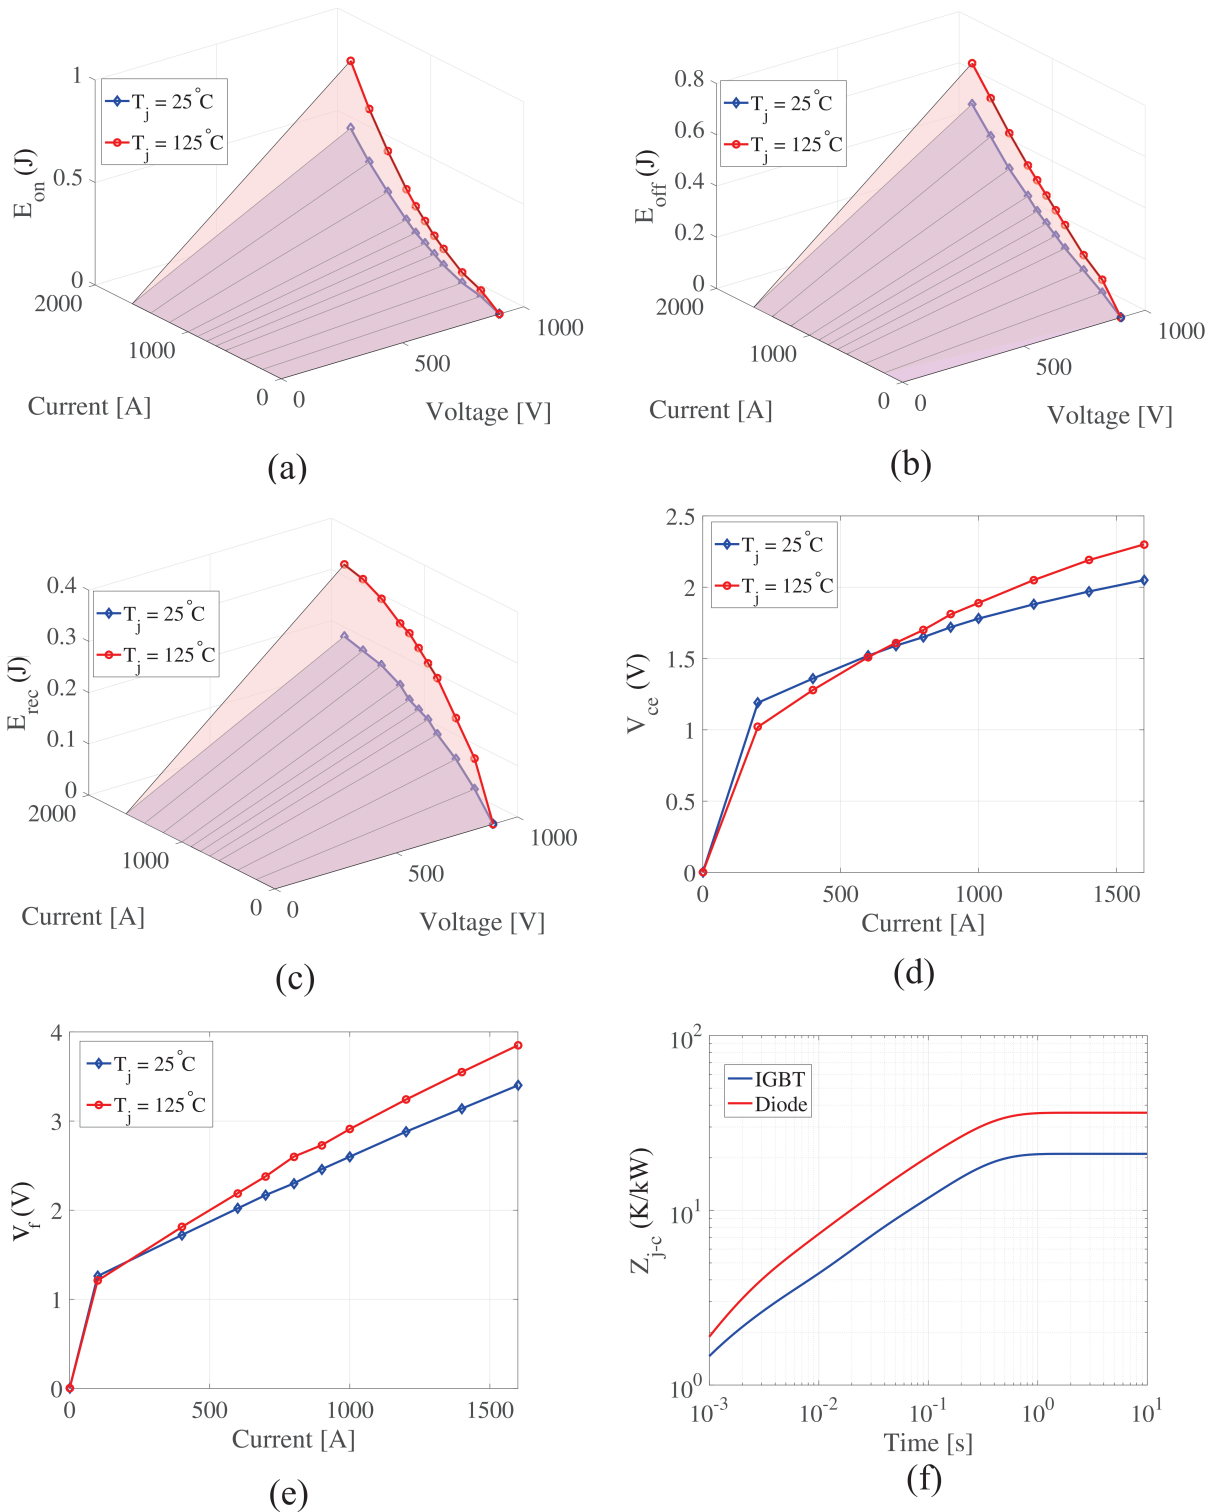 1
0.5
0
E_on (J)
T_j = 25°C
T_j = 125°C
2000
1000
0
0
500
1000
Current [A]
Voltage [V]
(a)
0.8
0.6
0.4
0.2
0
E_off (J)
T_j = 25°C
T_j = 125°C
2000
1000
0
0
500
1000
Current [A]
Voltage [V]
(b)
0.4
0.3
0.2
0.1
0
E_rec (J)
T_j = 25°C
T_j = 125°C
2000
1000
0
0
500
1000
Current [A]
Voltage [V]
(c)
2.5
2
1.5
1
0.5
0
V_ce (V)
T_j = 25°C
T_j = 125°C
0
500
1000
1500
Current [A]
(d)
4
3
2
1
0
V_f (V)
T_j = 25°C
T_j = 125°C
0
500
1000
1500
Current [A]
(e)
10^2
10^1
10^0
Z_j-c (K/kW)
IGBT
Diode
10^-3
10^-2
10^-1
10^0
10^1
Time [s]
(f)